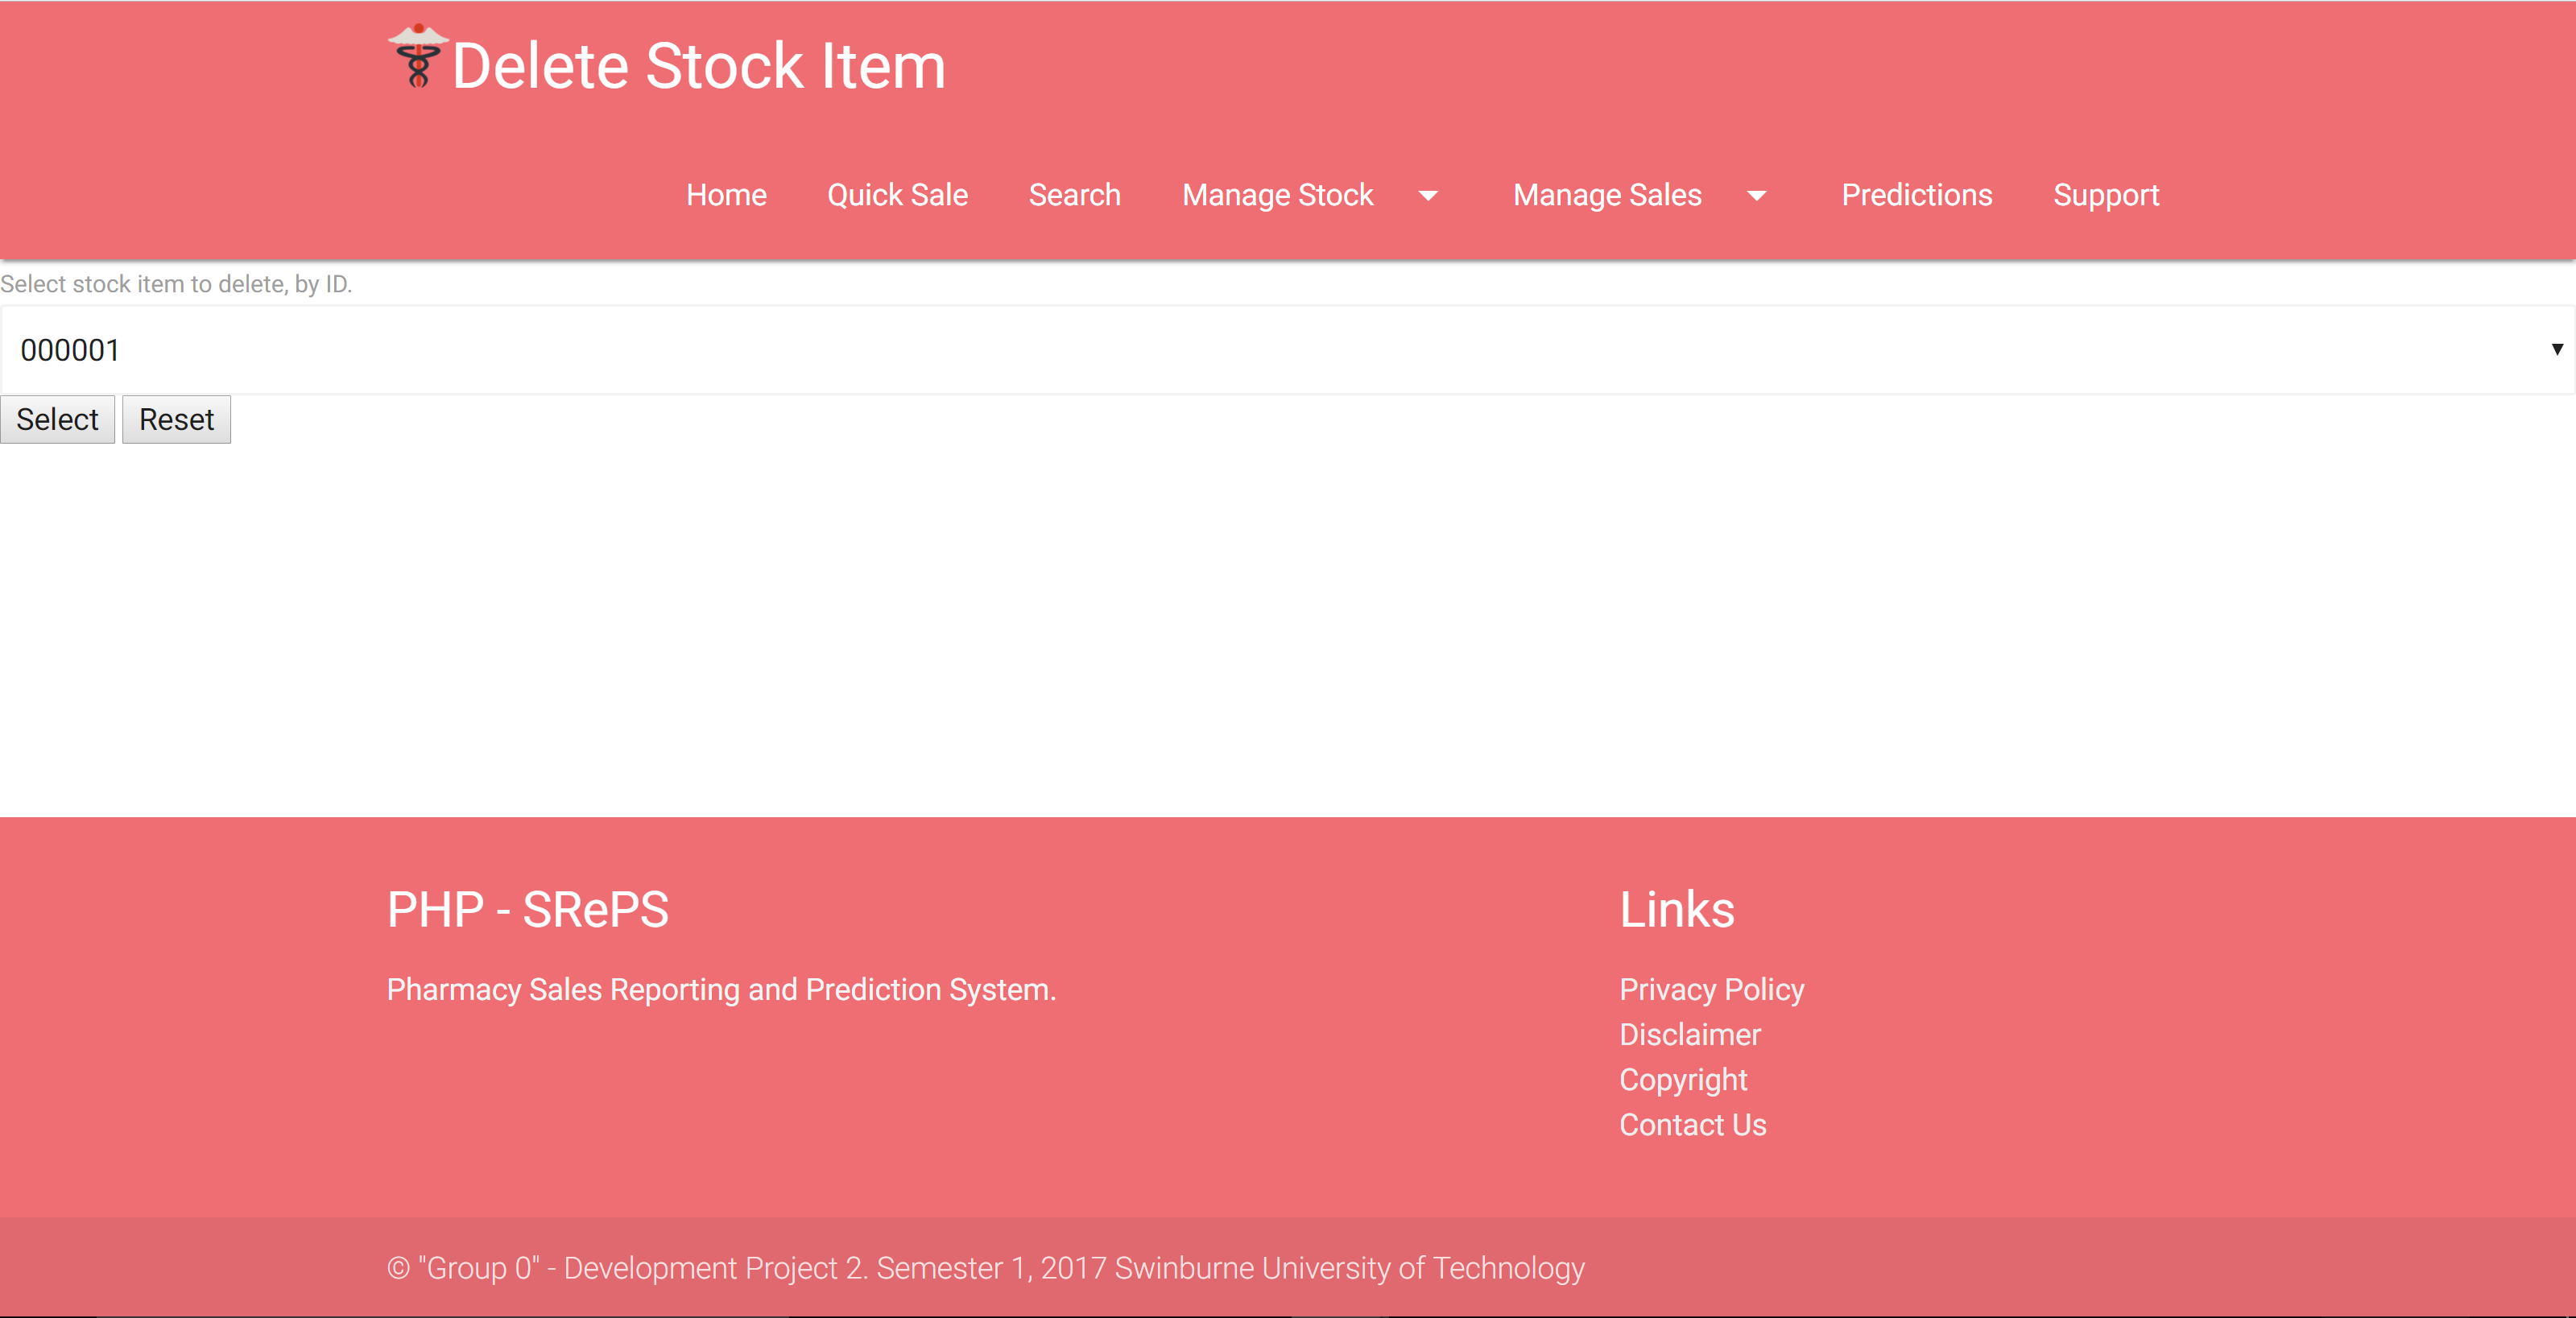 Delete Stock Item
Home Quick Sale Search Manage Stock Manage Sales Predictions Support
Select stock item to delete, by ID.
000001
Select Reset
PHP - SRePS
Pharmacy Sales Reporting and Prediction System.
Links
Privacy Policy
Disclaimer
Copyright
Contact Us
© "Group 0" - Development Project 2. Semester 1, 2017 Swinburne University of Technology